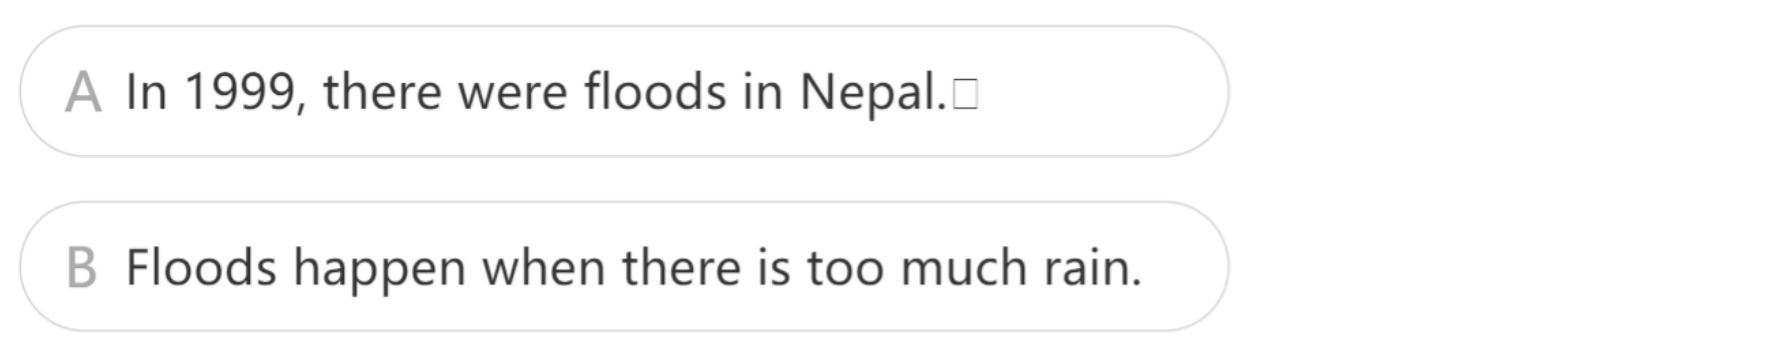 A In 1999, there were floods in Nepal.□
B Floods happen when there is too much rain.